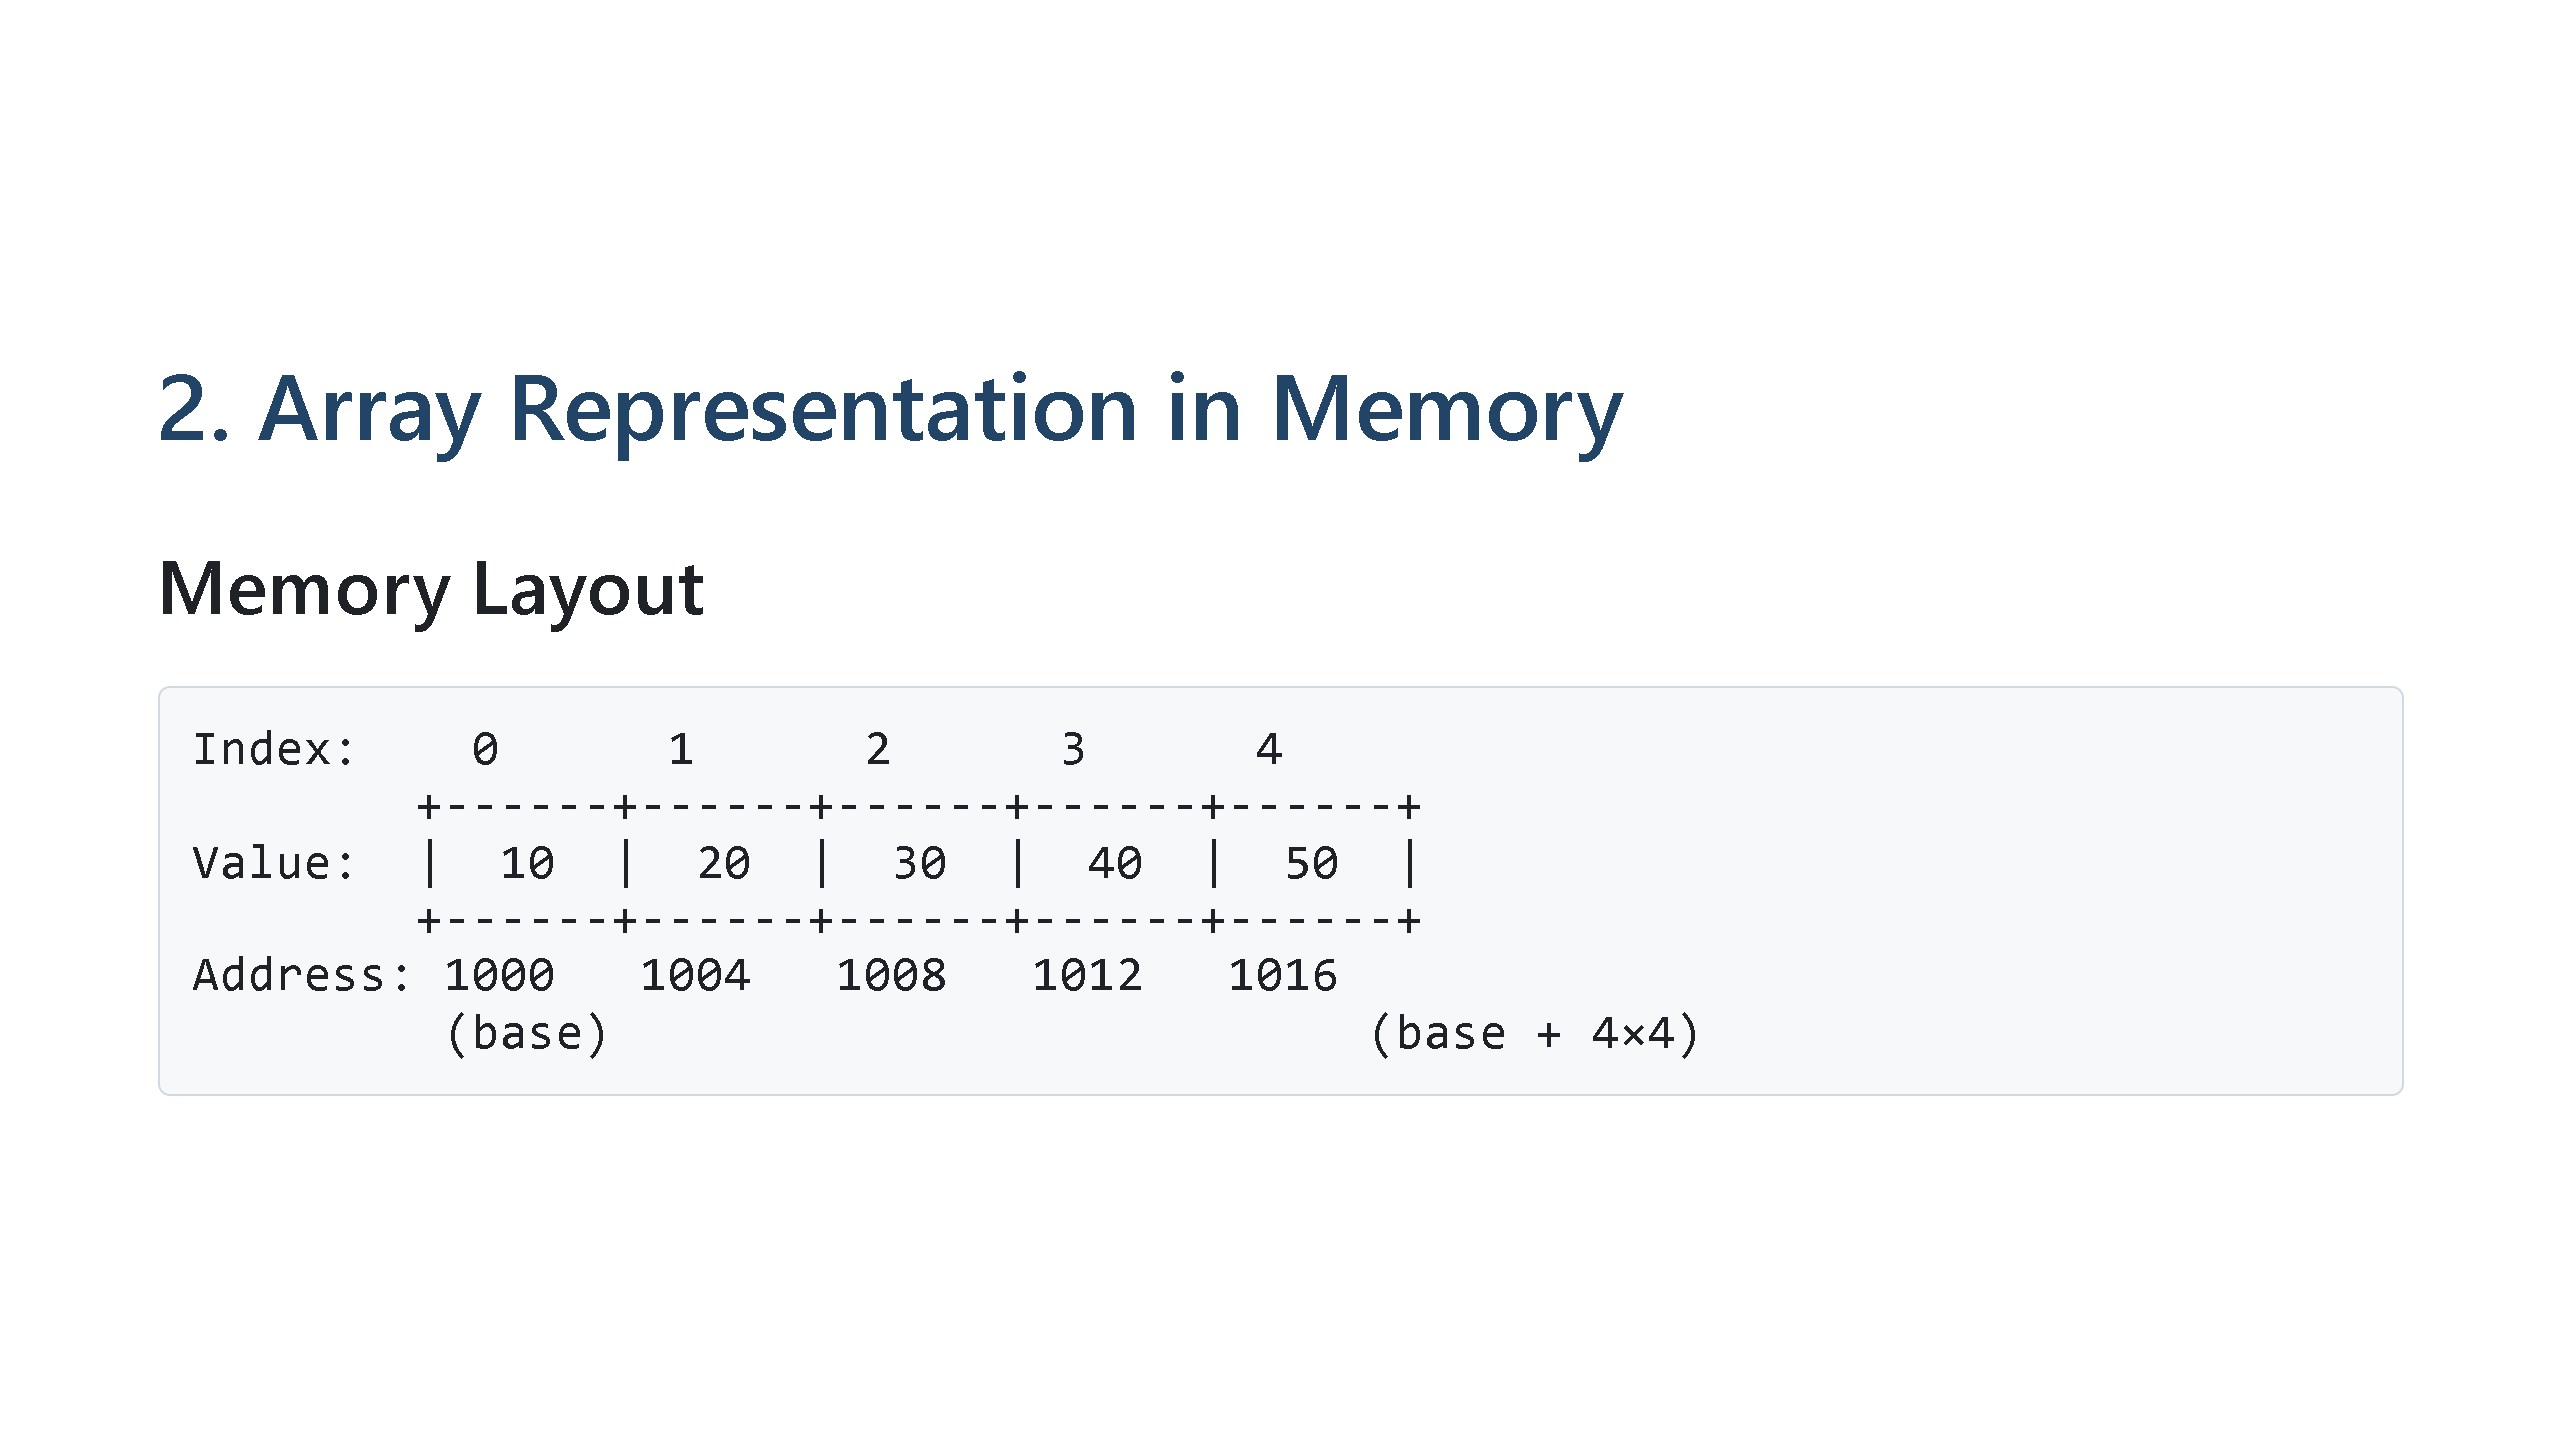 2. Array Representation in Memory
Memory Layout
Index:    0      1      2      3      4
        +------+------+------+------+------+
Value:  |  10  |  20  |  30  |  40  |  50  |
        +------+------+------+------+------+
Address: 1000   1004   1008   1012   1016
         (base)                           (base + 4×4)